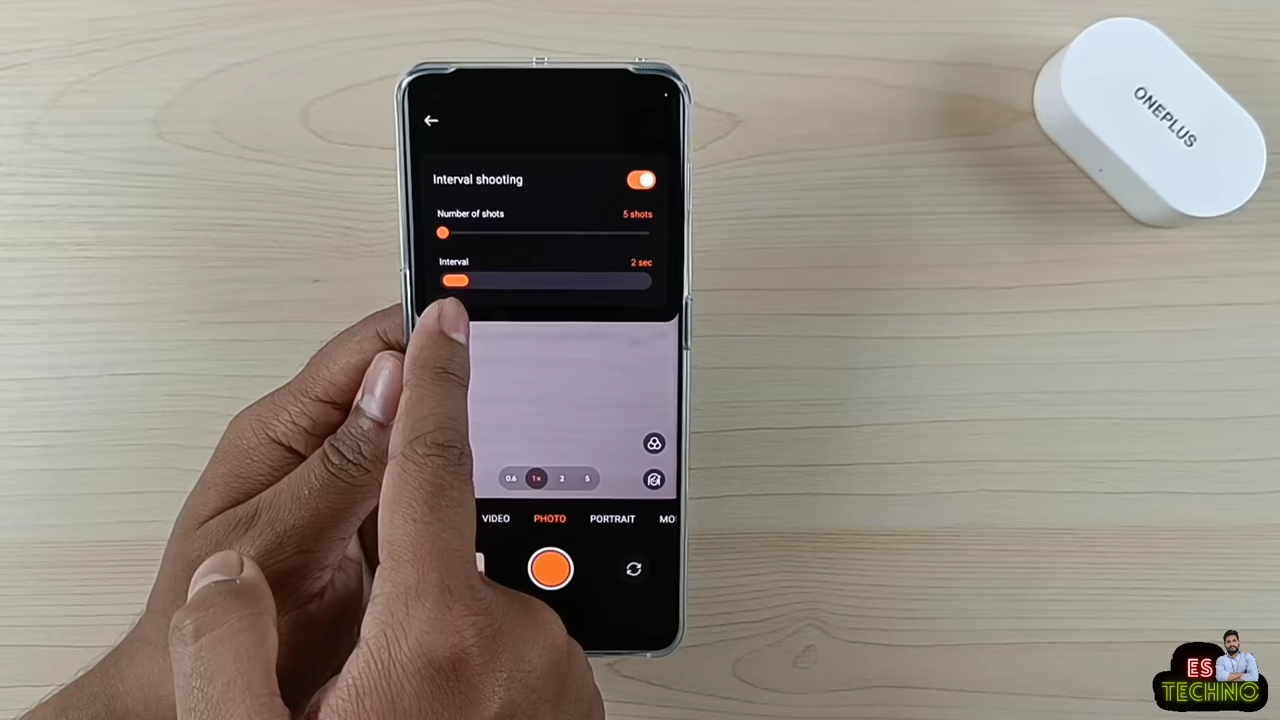 Interval shooting
Number of shots
5 shots
Interval
2 sec
0.6
1×
2
5
VIDEO
PHOTO
PORTRAIT
MO
ONEPLUS
ES
TECHNO